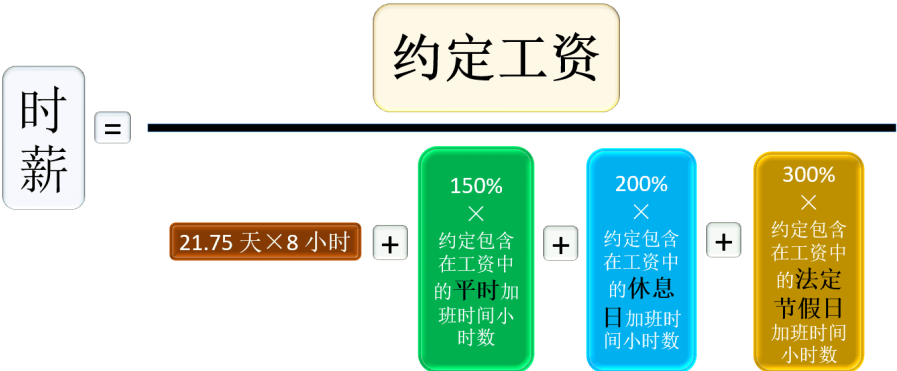 约定工资
时
薪
=
21.75 天×8 小时
+
150%
×
约定包含
在工资中
的平时加
班时间小
时数
+
200%
×
约定包含
在工资中
的休息
日加班时
间小时数
+
300%
×
约定包含
在工资中
的法定
节假日
加班时间
小时数